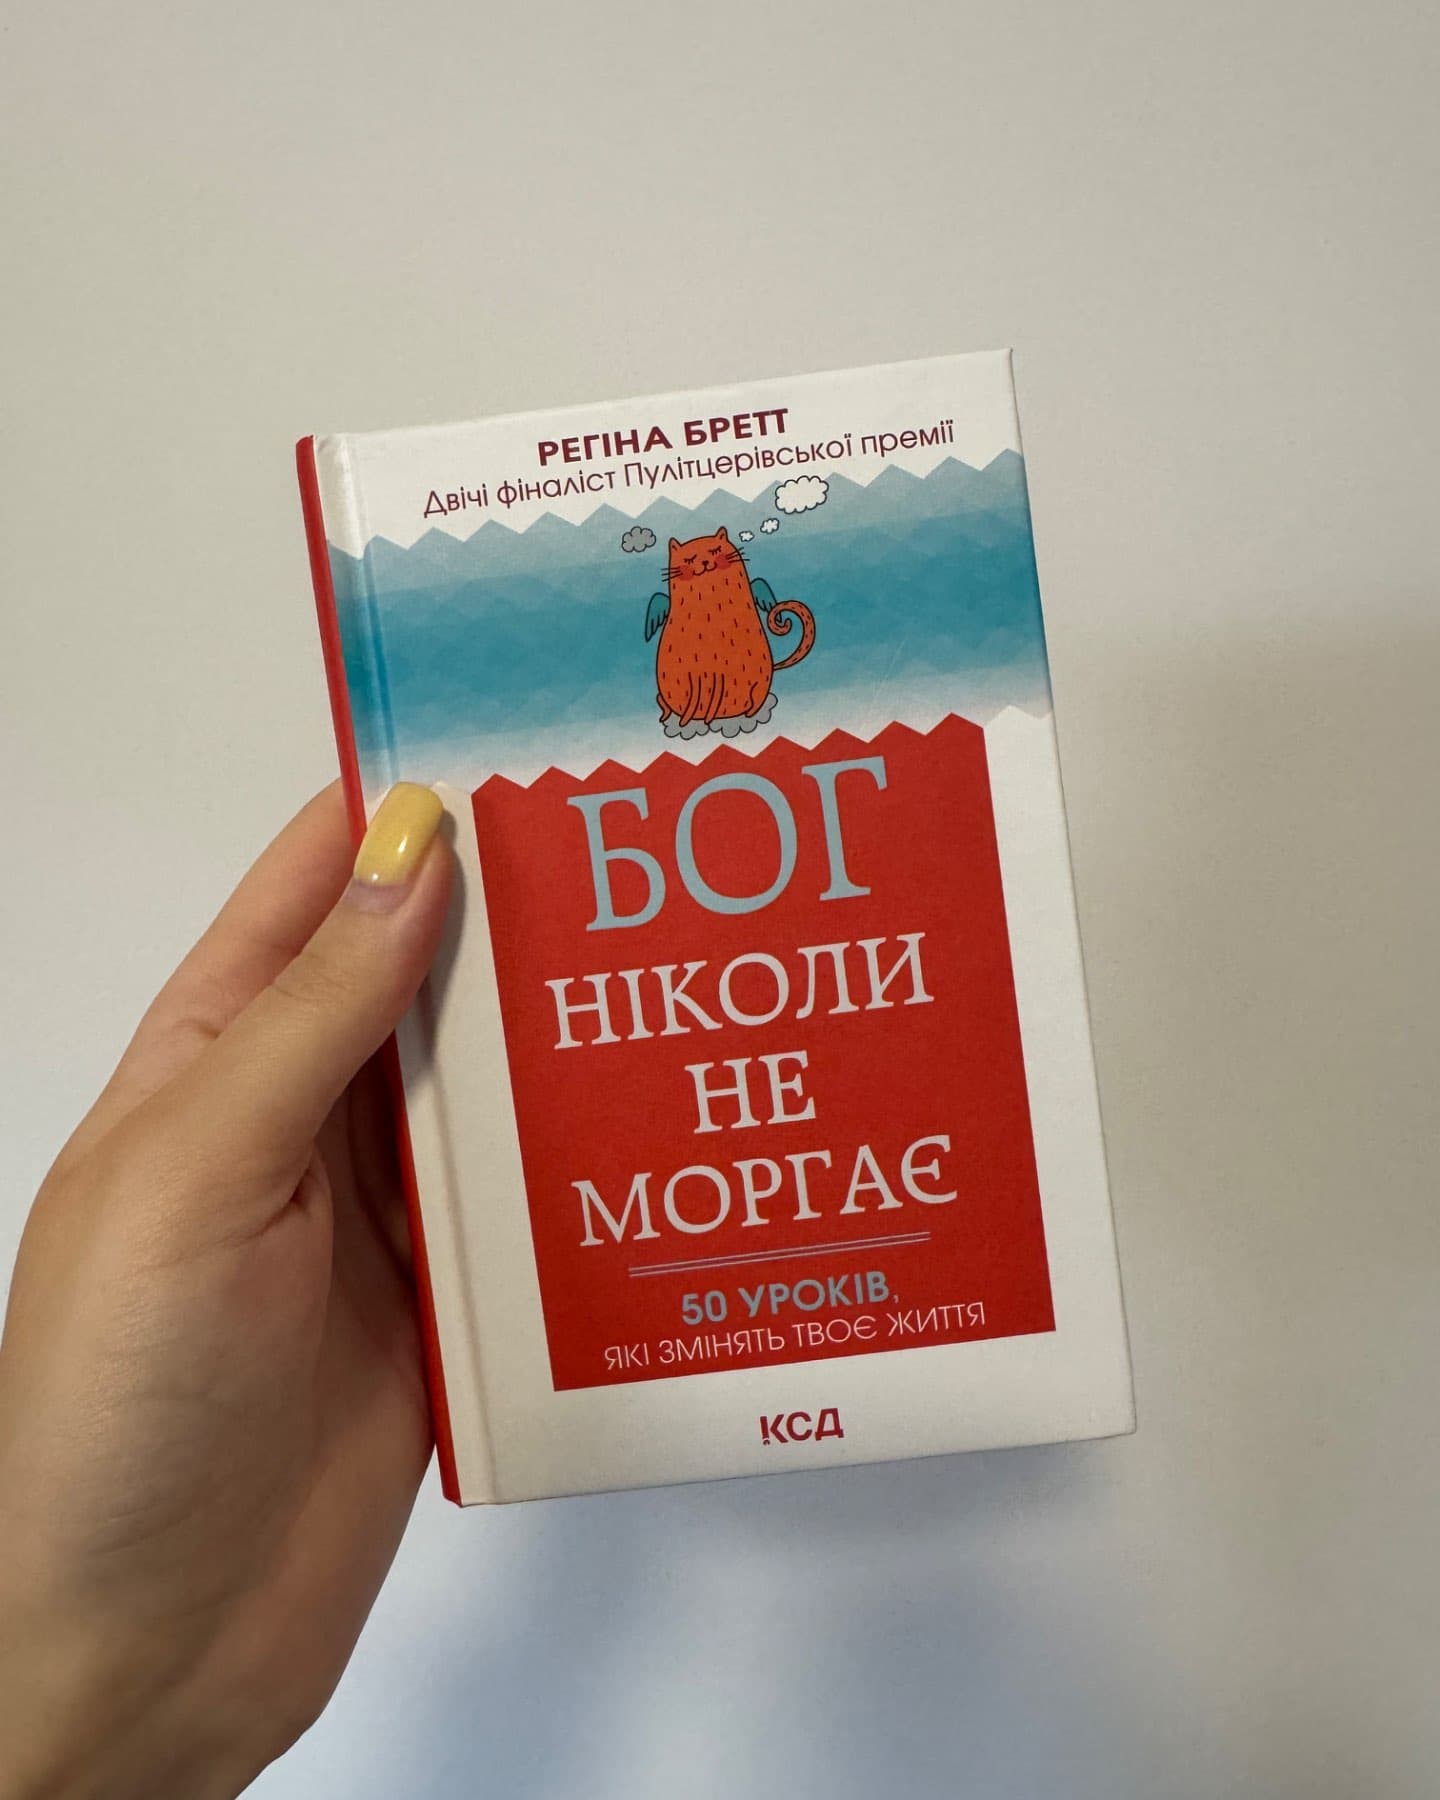 РЕГІНА БРЕТТ
Двічі фіналіст Пулітцерівської премії
БОГ
НІКОЛИ
НЕ
МОРГАЄ
50 УРОКІВ,
ЯКІ ЗМІНЯТЬ ТВОЄ ЖИТТЯ
КСД